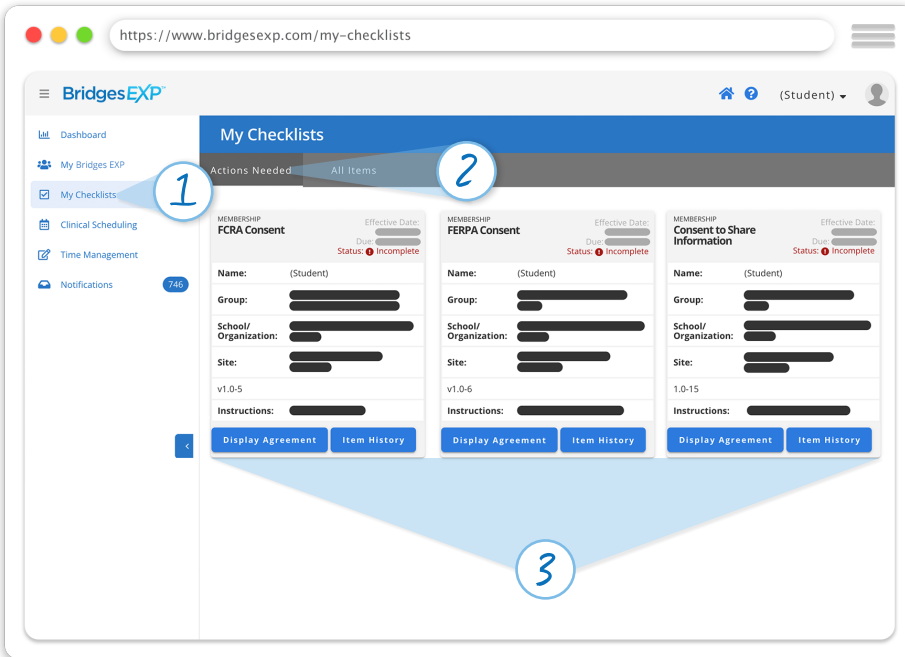 https://www.bridgesexp.com/my-checklists
Bridges EXP
(Student)
Dashboard
My Bridges EXP
My Checklists
Clinical Scheduling
Time Management
Notifications
746
My Checklists
Actions Needed
All Items
1
2
MEMBERSHIP
FCRA Consent
Effective Date:
Due:
Status: Incomplete
Name: (Student)
Group:
School/
Organization:
Site:
v1.0-5
Instructions:
Display Agreement
Item History
MEMBERSHIP
FERPA Consent
Effective Date:
Due:
Status: Incomplete
Name: (Student)
Group:
School/
Organization:
Site:
v1.0-6
Instructions:
Display Agreement
Item History
MEMBERSHIP
Consent to Share
Information
Effective Date:
Due:
Status: Incomplete
Name: (Student)
Group:
School/
Organization:
Site:
1.0-15
Instructions:
Display Agreement
Item History
3